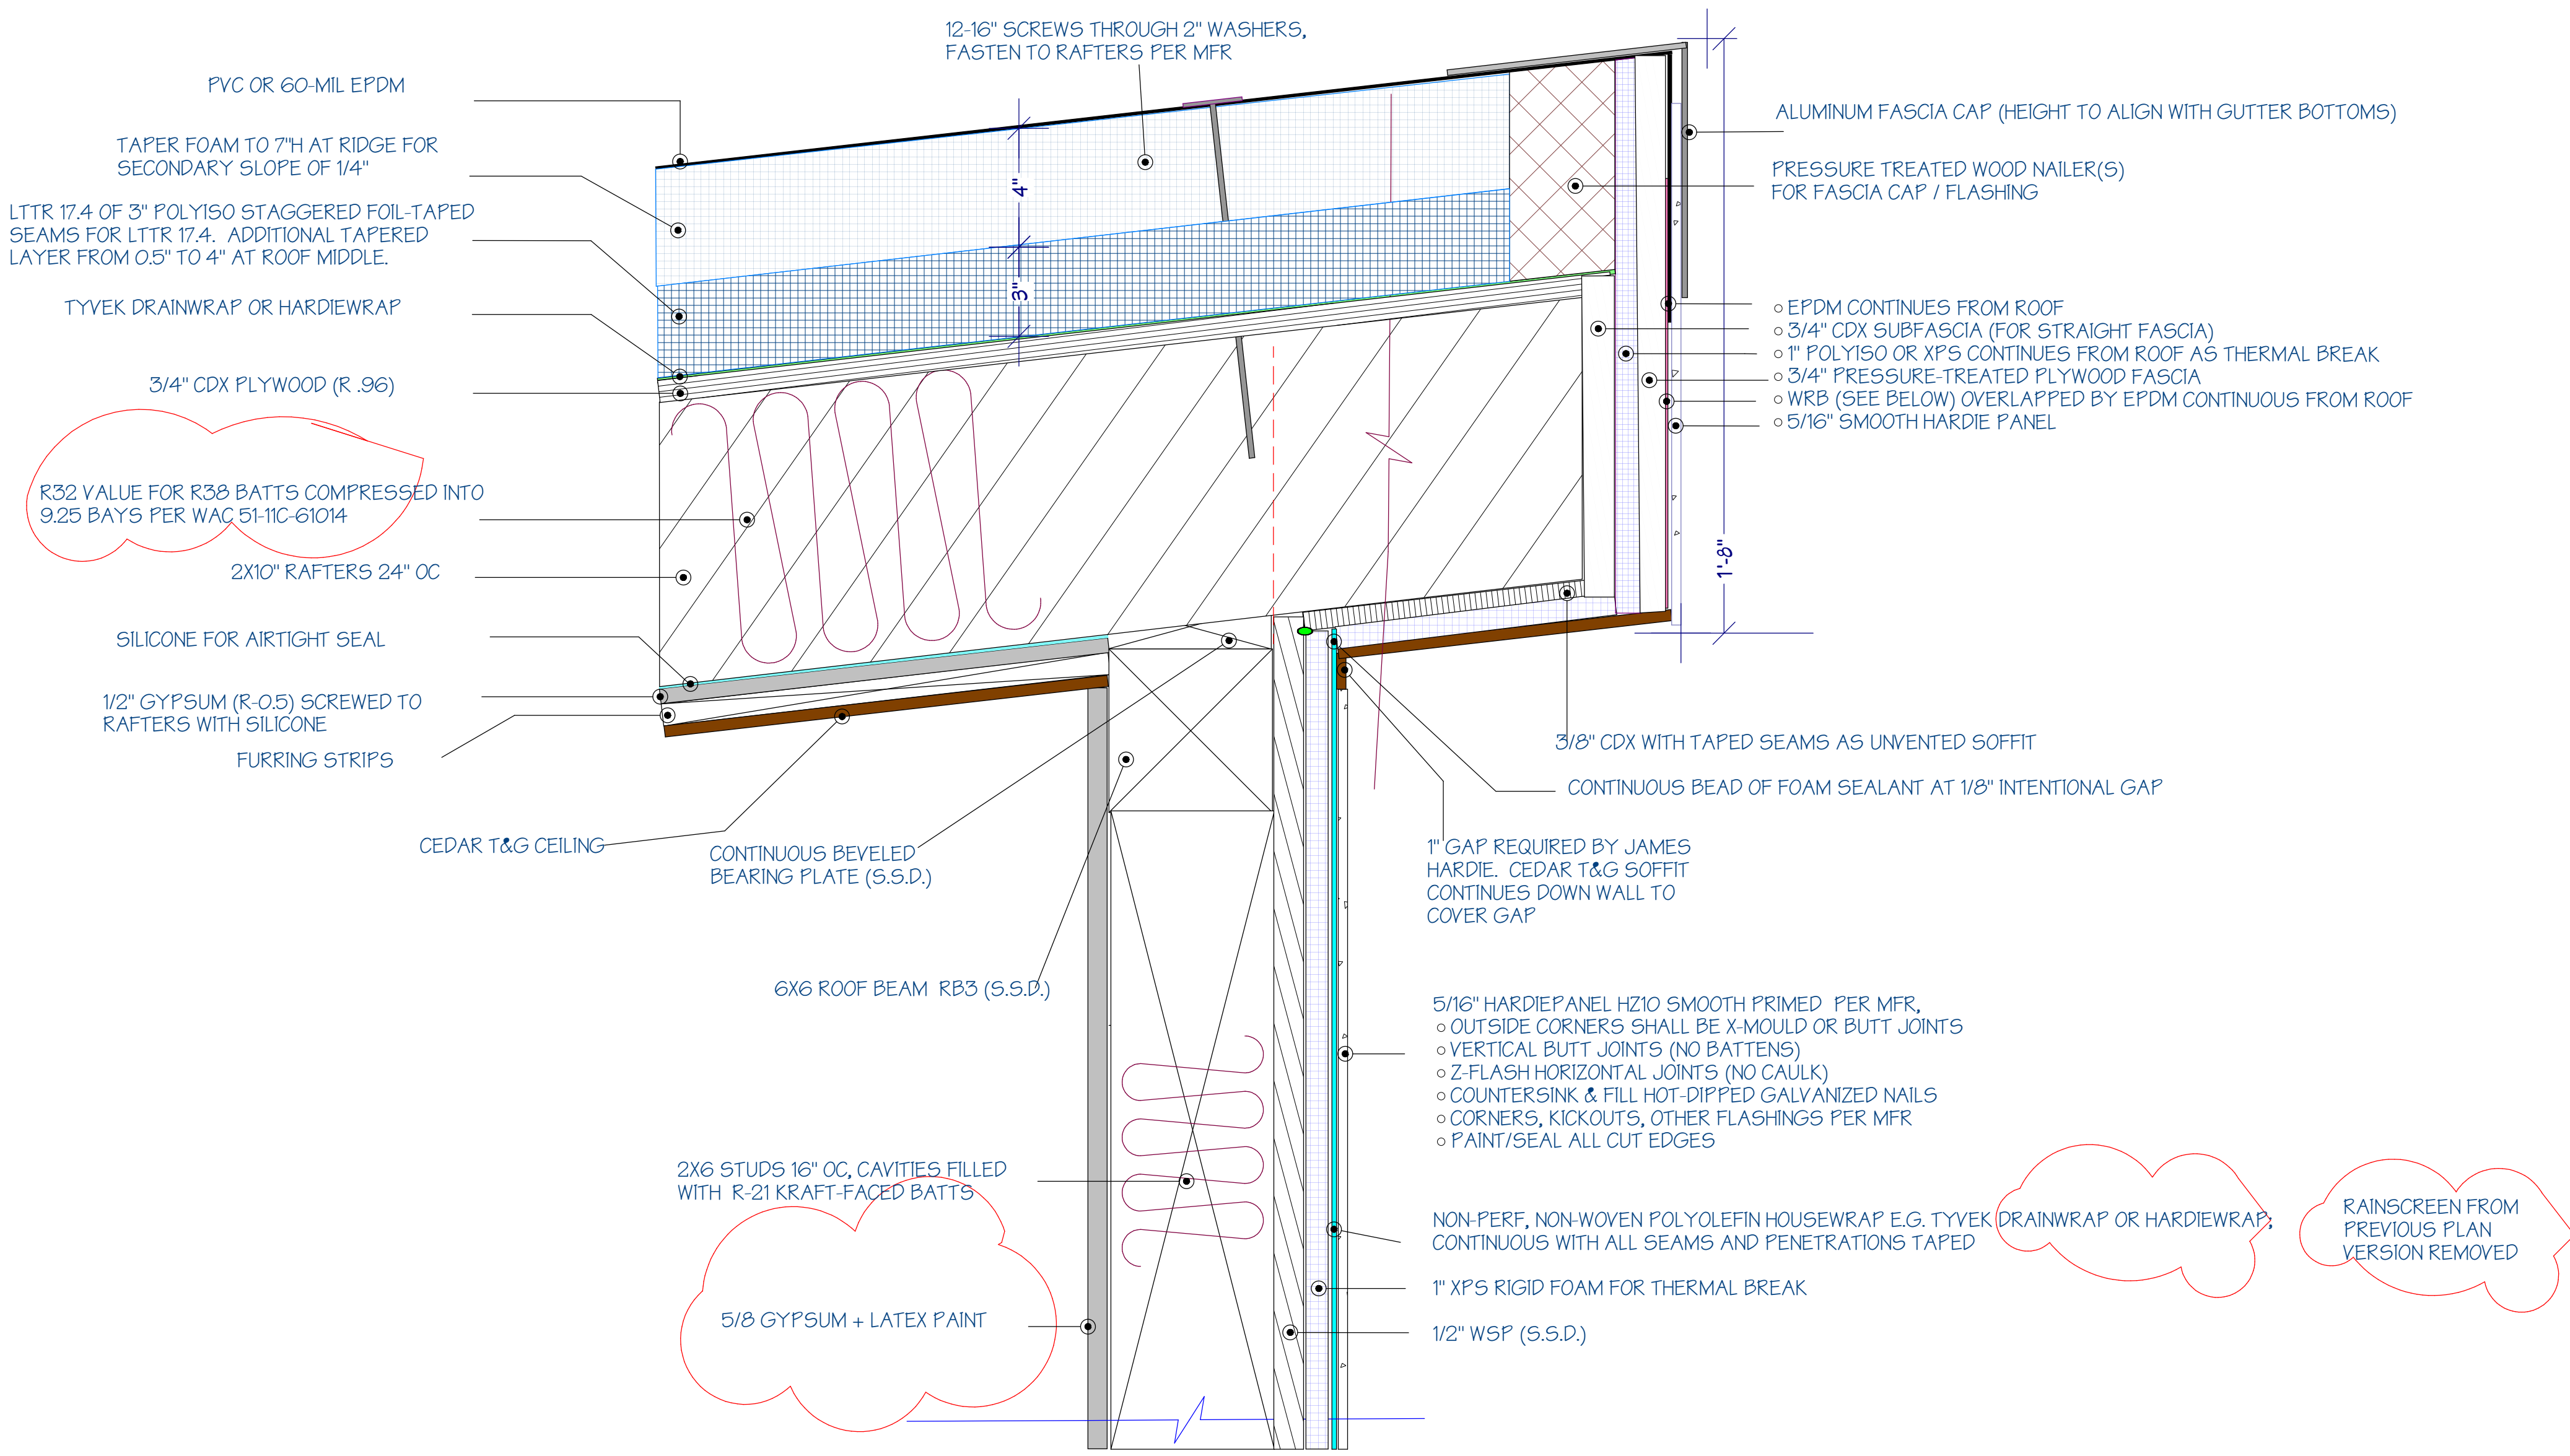 12-16" SCREWS THROUGH 2" WASHERS,
FASTEN TO RAFTERS PER MFR
PVC OR 60-MIL EPDM
TAPER FOAM TO 7"H AT RIDGE FOR
SECONDARY SLOPE OF 1/4"
LTTR 17.4 OF 3" POLYISO STAGGERED FOIL-TAPED
SEAMS FOR LTTR 17.4.  ADDITIONAL TAPERED
LAYER FROM 0.5" TO 4" AT ROOF MIDDLE.
TYVEK DRAINWRAP OR HARDIEWRAP
3/4" CDX PLYWOOD (R .96)
R32 VALUE FOR R38 BATTS COMPRESSED INTO
9.25 BAYS PER WAC 51-11C-61014
2X10" RAFTERS 24" OC
SILICONE FOR AIRTIGHT SEAL
1/2" GYPSUM (R-0.5) SCREWED TO
RAFTERS WITH SILICONE
FURRING STRIPS
CEDAR T&G CEILING
CONTINUOUS BEVELED
BEARING PLATE (S.S.D.)
6X6 ROOF BEAM  RB3 (S.S.D.)
2X6 STUDS 16" OC, CAVITIES FILLED
WITH  R-21 KRAFT-FACED BATTS
5/8 GYPSUM + LATEX PAINT
4"
3"
1'-8"
ALUMINUM FASCIA CAP (HEIGHT TO ALIGN WITH GUTTER BOTTOMS)
PRESSURE TREATED WOOD NAILER(S)
FOR FASCIA CAP / FLASHING
○ EPDM CONTINUES FROM ROOF
○ 3/4" CDX SUBFASCIA (FOR STRAIGHT FASCIA)
○ 1" POLYISO OR XPS CONTINUES FROM ROOF AS THERMAL BREAK
○ 3/4" PRESSURE-TREATED PLYWOOD FASCIA
○ WRB (SEE BELOW) OVERLAPPED BY EPDM CONTINUOUS FROM ROOF
○ 5/16" SMOOTH HARDIE PANEL
3/8" CDX WITH TAPED SEAMS AS UNVENTED SOFFIT
CONTINUOUS BEAD OF FOAM SEALANT AT 1/8" INTENTIONAL GAP
1" GAP REQUIRED BY JAMES
HARDIE.  CEDAR T&G SOFFIT
CONTINUES DOWN WALL TO
COVER GAP
5/16" HARDIEPANEL HZ10 SMOOTH PRIMED  PER MFR,
○ OUTSIDE CORNERS SHALL BE X-MOULD OR BUTT JOINTS
○ VERTICAL BUTT JOINTS (NO BATTENS)
○ Z-FLASH HORIZONTAL JOINTS (NO CAULK)
○ COUNTERSINK & FILL HOT-DIPPED GALVANIZED NAILS
○ CORNERS, KICKOUTS, OTHER FLASHINGS PER MFR
○ PAINT/SEAL ALL CUT EDGES
NON-PERF, NON-WOVEN POLYOLEFIN HOUSEWRAP E.G. TYVEK DRAINWRAP OR HARDIEWRAP,
CONTINUOUS WITH ALL SEAMS AND PENETRATIONS TAPED
1" XPS RIGID FOAM FOR THERMAL BREAK
1/2" WSP (S.S.D.)
RAINSCREEN FROM
PREVIOUS PLAN
VERSION REMOVED